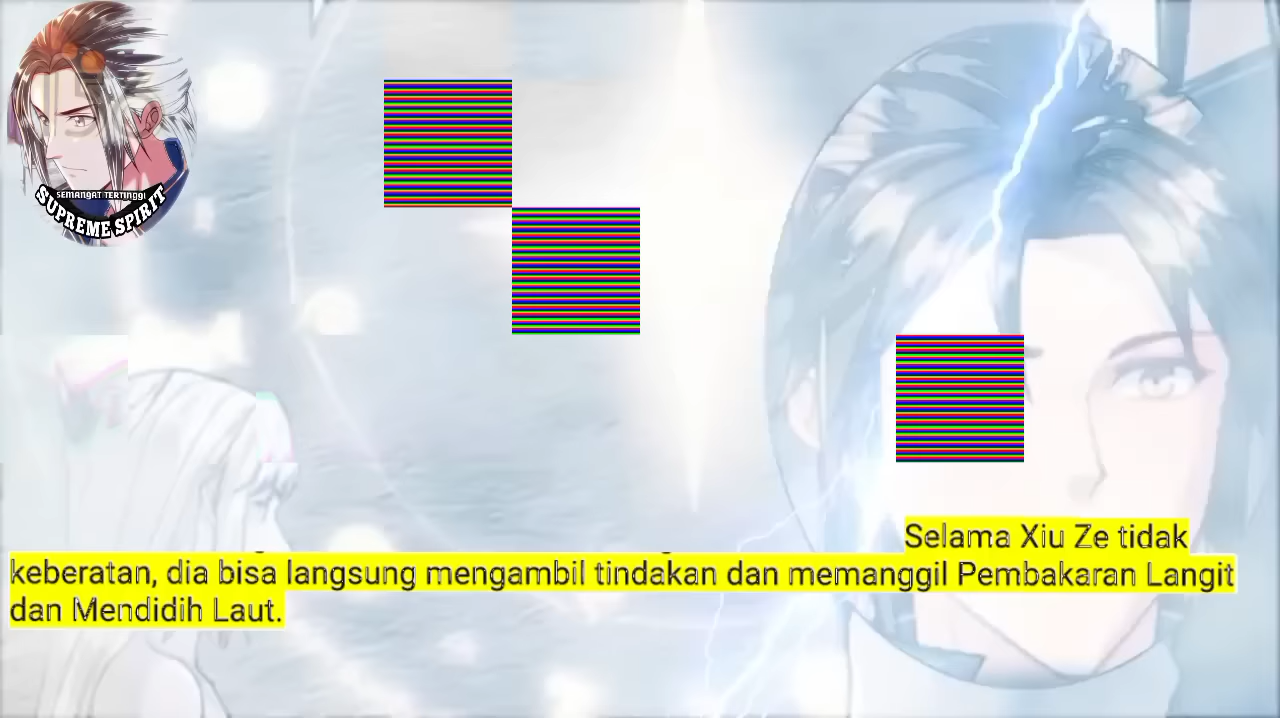 SEMANGAT TERTINGGI
SUPREME SPIRIT
Selama Xiu Ze tidak
keberatan, dia bisa langsung mengambil tindakan dan memanggil Pembakaran Langit
dan Mendidih Laut.